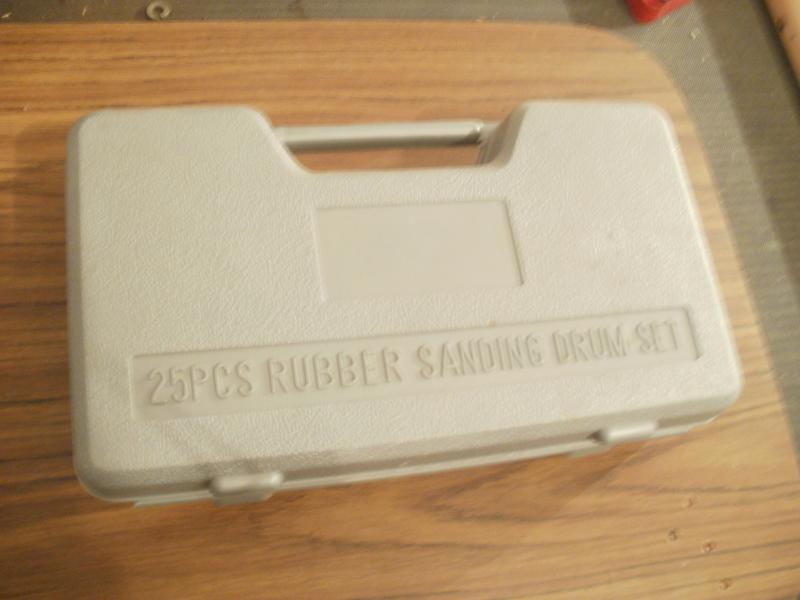 25PCS RUBBER SANDING DRUM SET